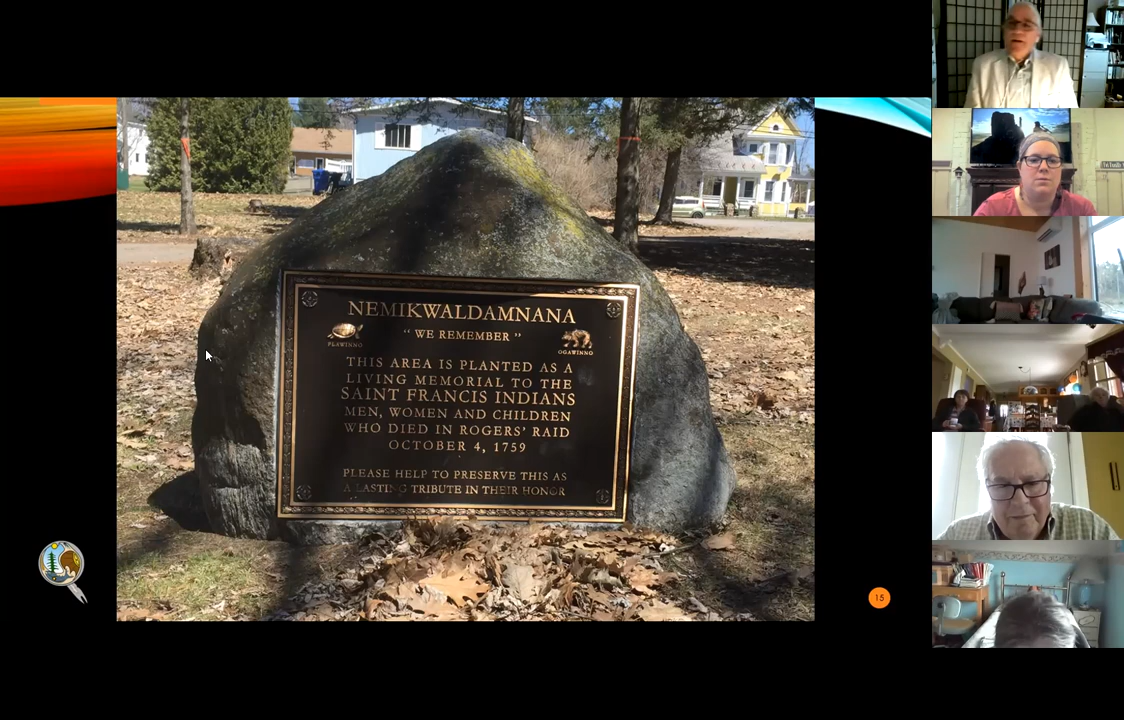 NEMIKWALDAMNANA
“ WE REMEMBER ”
PLAWINNO
OGAWINNO
THIS AREA IS PLANTED AS A
LIVING MEMORIAL TO THE
SAINT FRANCIS INDIANS
MEN, WOMEN AND CHILDREN
WHO DIED IN ROGERS’ RAID
OCTOBER 4, 1759
PLEASE HELP TO PRESERVE THIS AS
A LASTING TRIBUTE IN THEIR HONOR
15